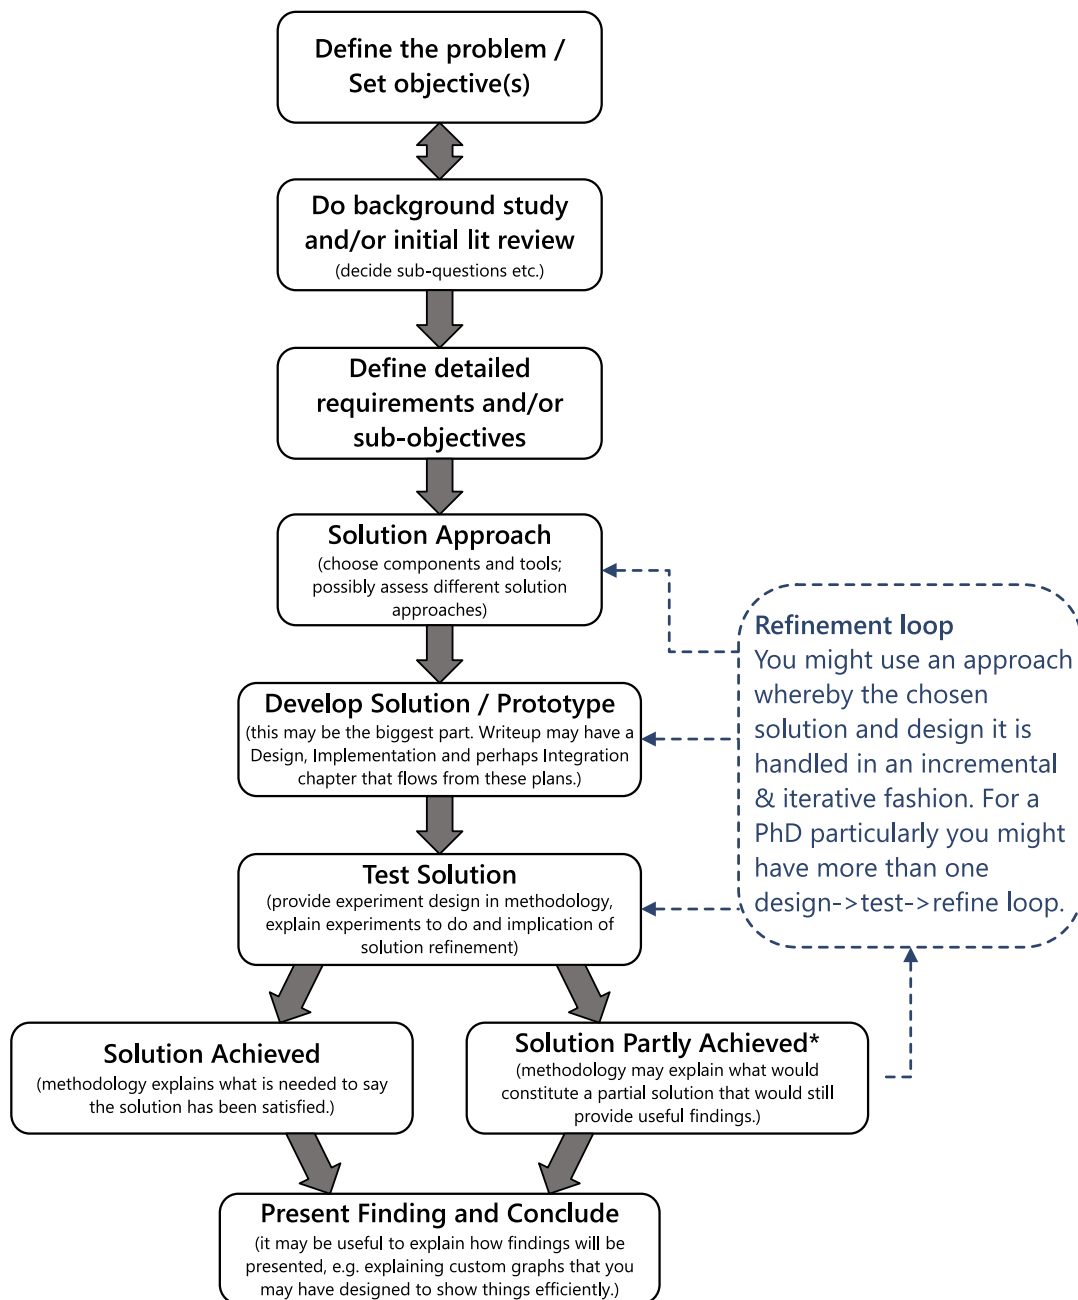 Define the problem /
Set objective(s)
Do background study
and/or initial lit review
(decide sub-questions etc.)
Define detailed
requirements and/or
sub-objectives
Solution Approach
(choose components and tools;
possibly assess different solution
approaches)
Develop Solution / Prototype
(this may be the biggest part. Writeup may have a
Design, Implementation and perhaps Integration
chapter that flows from these plans.)
Test Solution
(provide experiment design in methodology,
explain experiments to do and implication of
solution refinement)
Refinement loop
You might use an approach
whereby the chosen
solution and design it is
handled in an incremental
& iterative fashion. For a
PhD particularly you might
have more than one
design->test->refine loop.
Solution Achieved
(methodology explains what is needed to say
the solution has been satisfied.)
Solution Partly Achieved*
(methodology may explain what would
constitute a partial solution that would still
provide useful findings.)
Present Finding and Conclude
(it may be useful to explain how findings will be
presented, e.g. explaining custom graphs that you
may have designed to show things efficiently.)